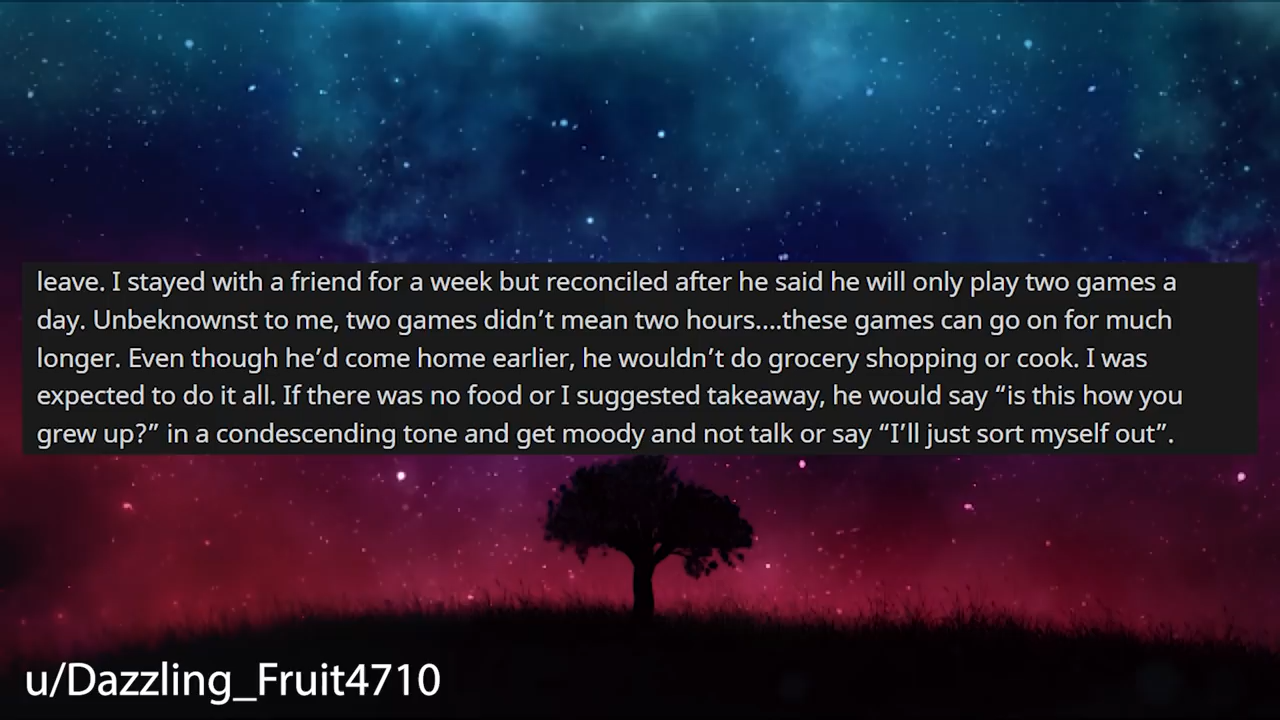 leave. I stayed with a friend for a week but reconciled after he said he will only play two games a
day. Unbeknownst to me, two games didn’t mean two hours....these games can go on for much
longer. Even though he’d come home earlier, he wouldn’t do grocery shopping or cook. I was
expected to do it all. If there was no food or I suggested takeaway, he would say “is this how you
grew up?” in a condescending tone and get moody and not talk or say “I’ll just sort myself out”.
u/Dazzling_Fruit4710